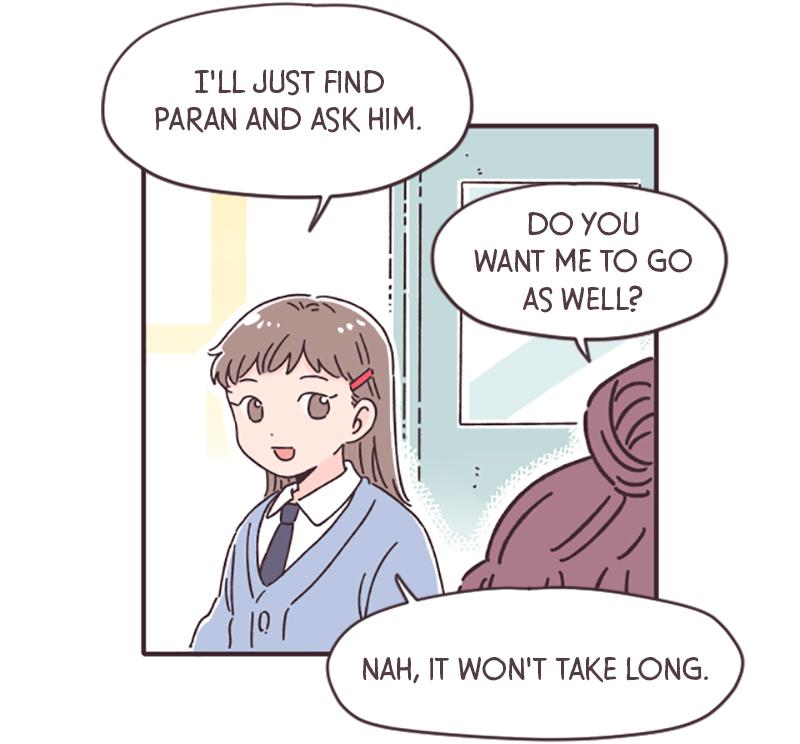 I'LL JUST FIND
PARAN AND ASK HIM.
DO YOU
WANT ME TO GO
AS WELL?
NAH, IT WON'T TAKE LONG.